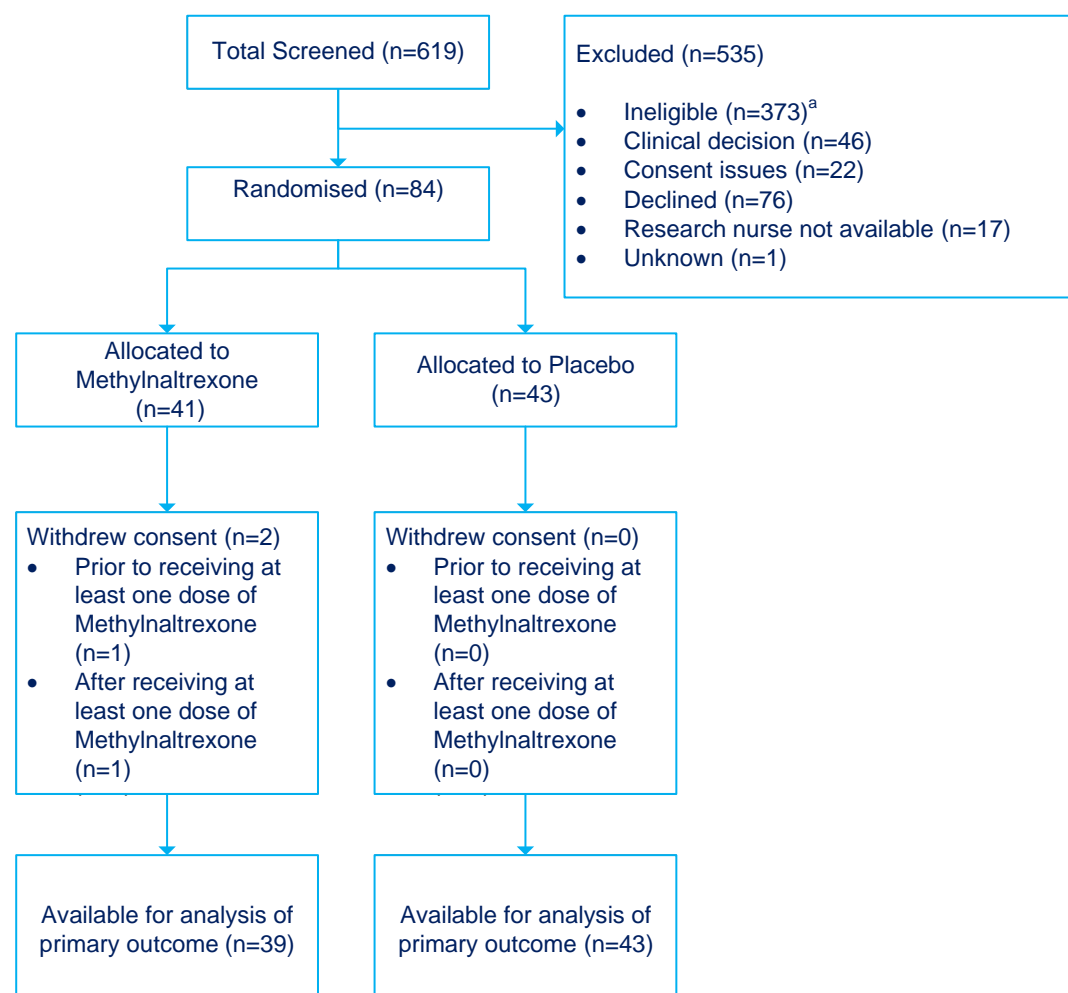 Total Screened (n=619)
Excluded (n=535)
• Ineligible (n=373)ᵃ
• Clinical decision (n=46)
• Consent issues (n=22)
• Declined (n=76)
• Research nurse not available (n=17)
• Unknown (n=1)
Randomised (n=84)
Allocated to
Methylnaltrexone
(n=41)
Allocated to Placebo
(n=43)
Withdrew consent (n=2)
• Prior to receiving at
least one dose of
Methylnaltrexone
(n=1)
• After receiving at
least one dose of
Methylnaltrexone
(n=1)
Withdrew consent (n=0)
• Prior to receiving at
least one dose of
Methylnaltrexone
(n=0)
• After receiving at
least one dose of
Methylnaltrexone
(n=0)
Available for analysis of
primary outcome (n=39)
Available for analysis of
primary outcome (n=43)